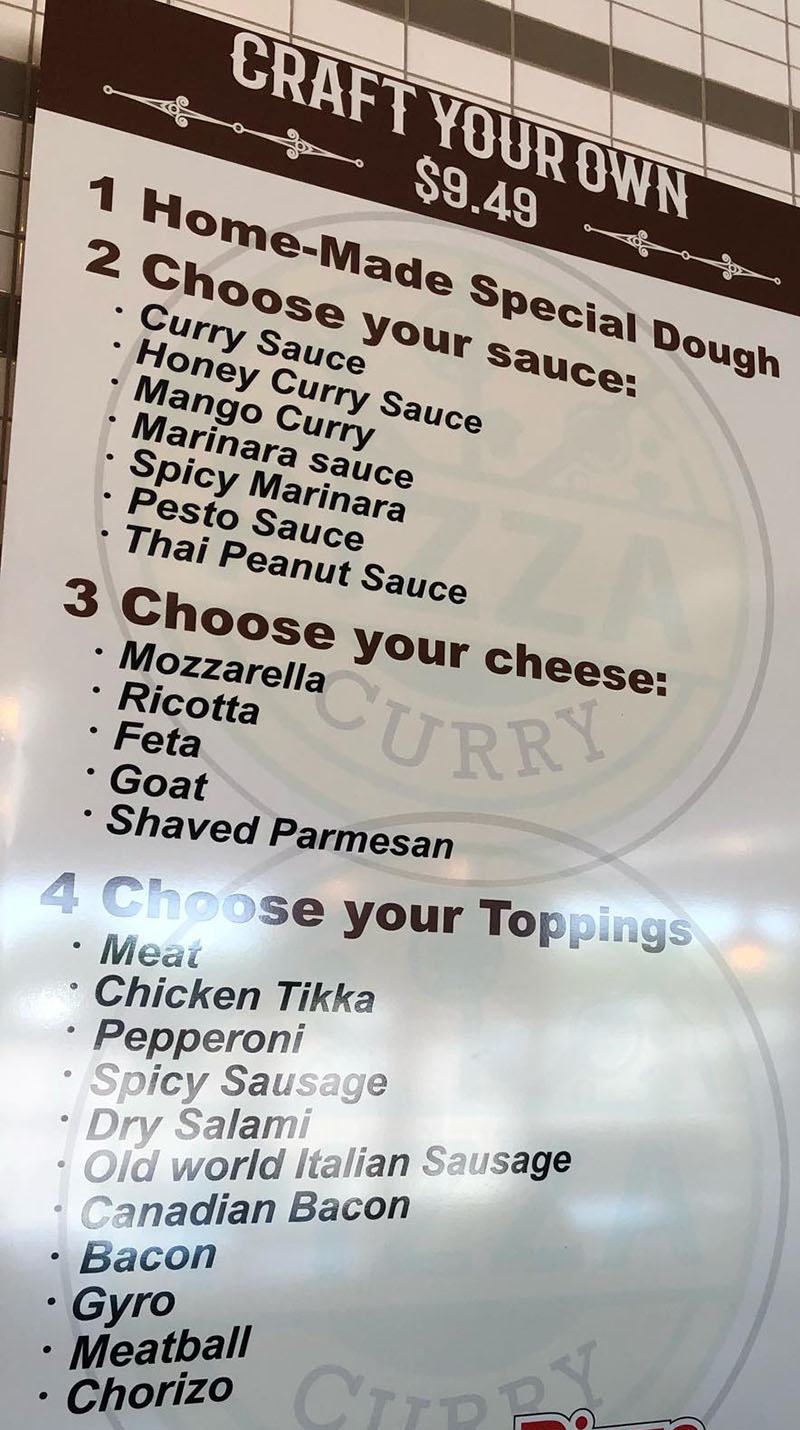 CRAFT YOUR OWN
$9.49
1 Home-Made Special Dough
2 Choose your sauce:
· Curry Sauce
· Honey Curry Sauce
· Mango Curry
· Marinara sauce
· Spicy Marinara
· Pesto Sauce
· Thai Peanut Sauce
3 Choose your cheese:
· Mozzarella
· Ricotta
· Feta
· Goat
· Shaved Parmesan
4 Choose your Toppings
· Meat
· Chicken Tikka
· Pepperoni
· Spicy Sausage
· Dry Salami
· Old world Italian Sausage
· Canadian Bacon
· Bacon
· Gyro
· Meatball
· Chorizo
CURRY
CURRY